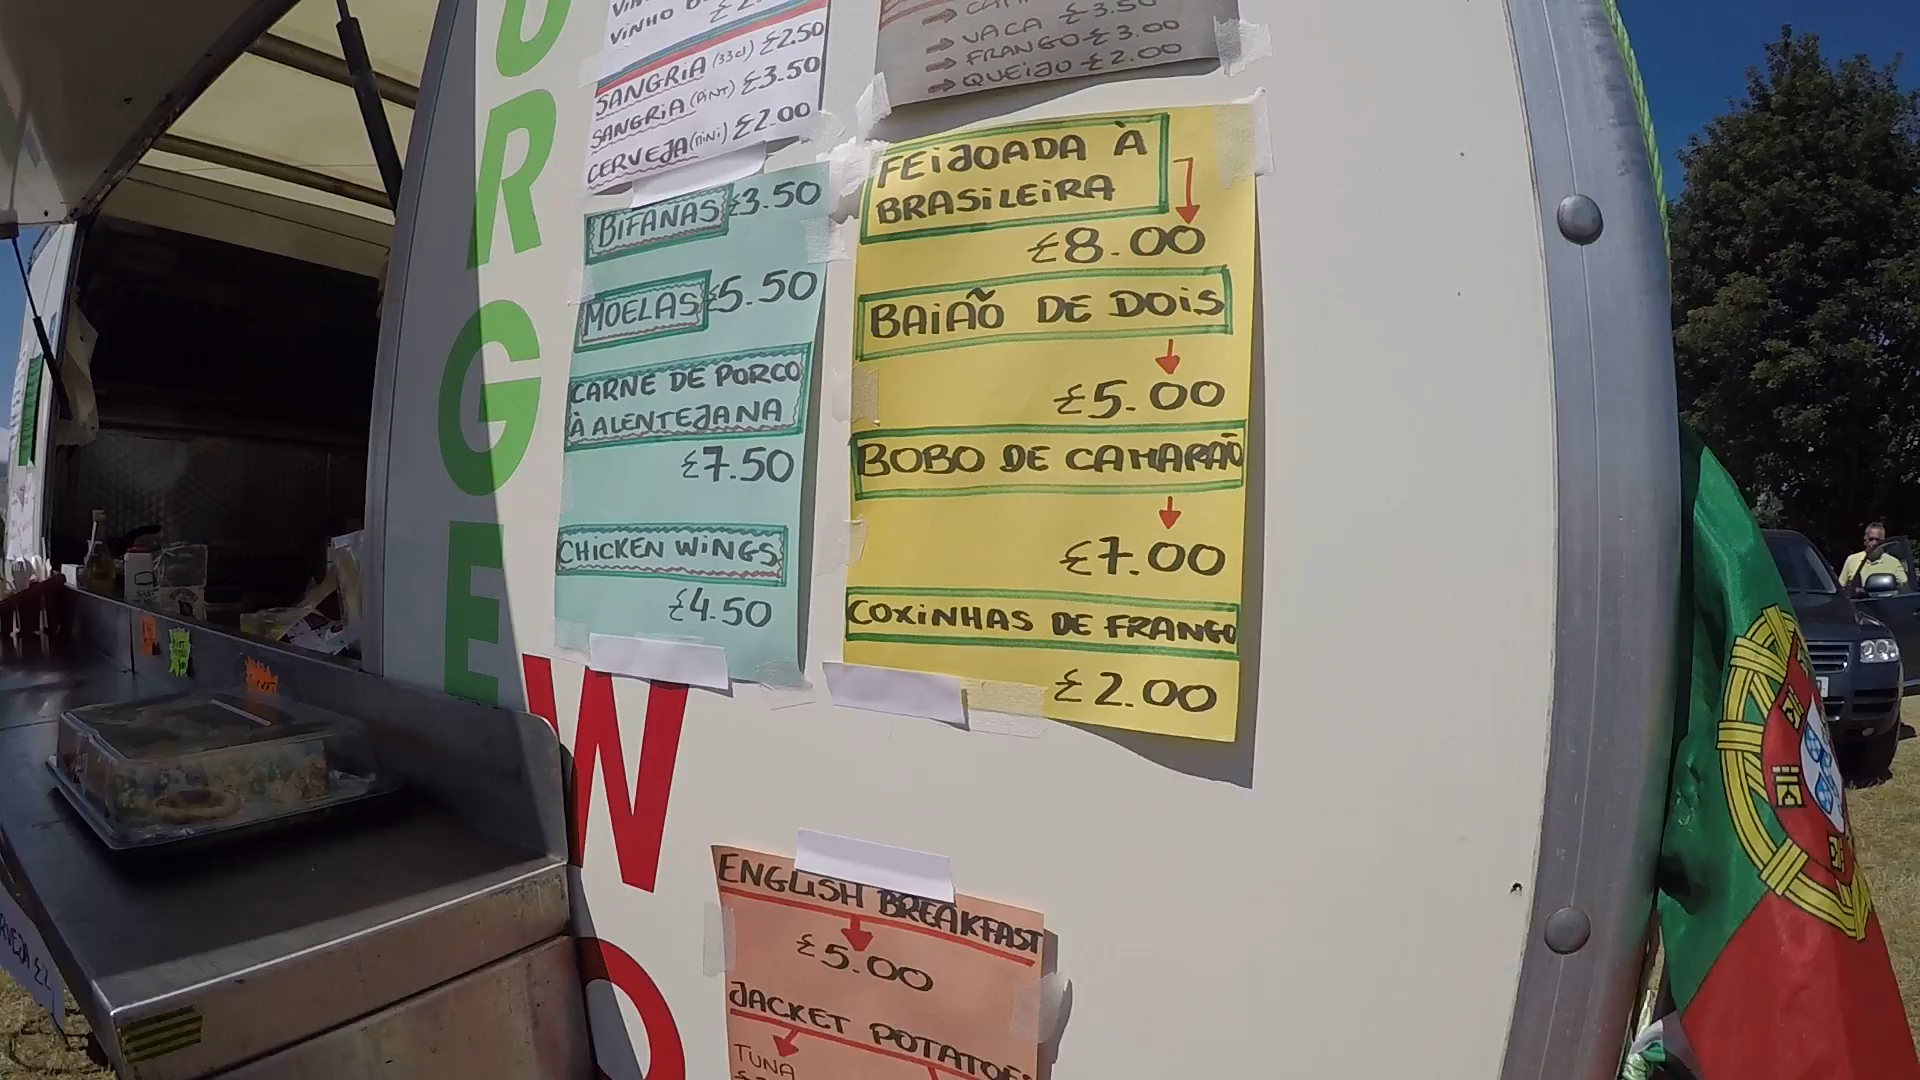 URGE
WO
SANGRIA (33cl) £2.50
SANGRIA (PINT) £3.50
CERVEJA (MINI) £2.00
VACA £3.50
FRANGO £3.00
QUEIJO £2.00
BIFANAS £3.50
MOELAS £5.50
CARNE DE PORCO
À ALENTEJANA
£7.50
CHICKEN WINGS
£4.50
FEIJOADA À
BRASILEIRA
£8.00
BAIÃO DE DOIS
£5.00
BOBO DE CAMARÃO
£7.00
COXINHAS DE FRANGO
£2.00
ENGLISH BREAKFAST
£5.00
JACKET POTATOES
TUNA